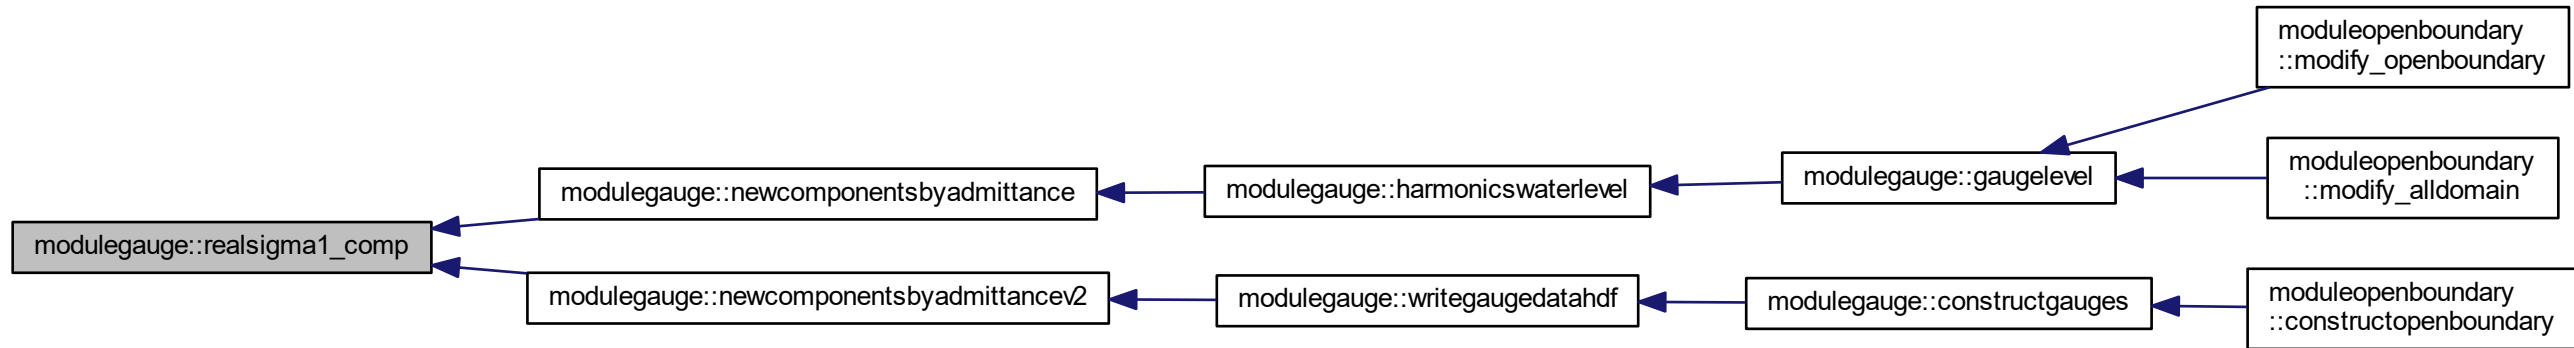 moduleopenboundary
::modify_openboundary
modulegauge::realsigma1_comp
modulegauge::newcomponentsbyadmittance
modulegauge::harmonicswaterlevel
modulegauge::gaugelevel
moduleopenboundary
::modify_alldomain
modulegauge::newcomponentsbyadmittancev2
modulegauge::writegaugedatahdf
modulegauge::constructgauges
moduleopenboundary
::constructopenboundary